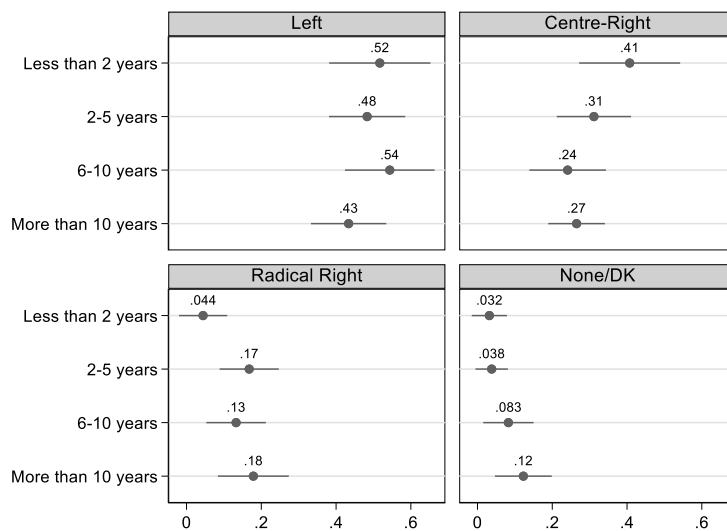 Left
Centre-Right
Less than 2 years
.52
.41
2-5 years
.48
.31
6-10 years
.54
.24
More than 10 years
.43
.27
Radical Right
None/DK
Less than 2 years
.044
.032
2-5 years
.17
.038
6-10 years
.13
.083
More than 10 years
.18
.12
0 .2 .4 .6
0 .2 .4 .6